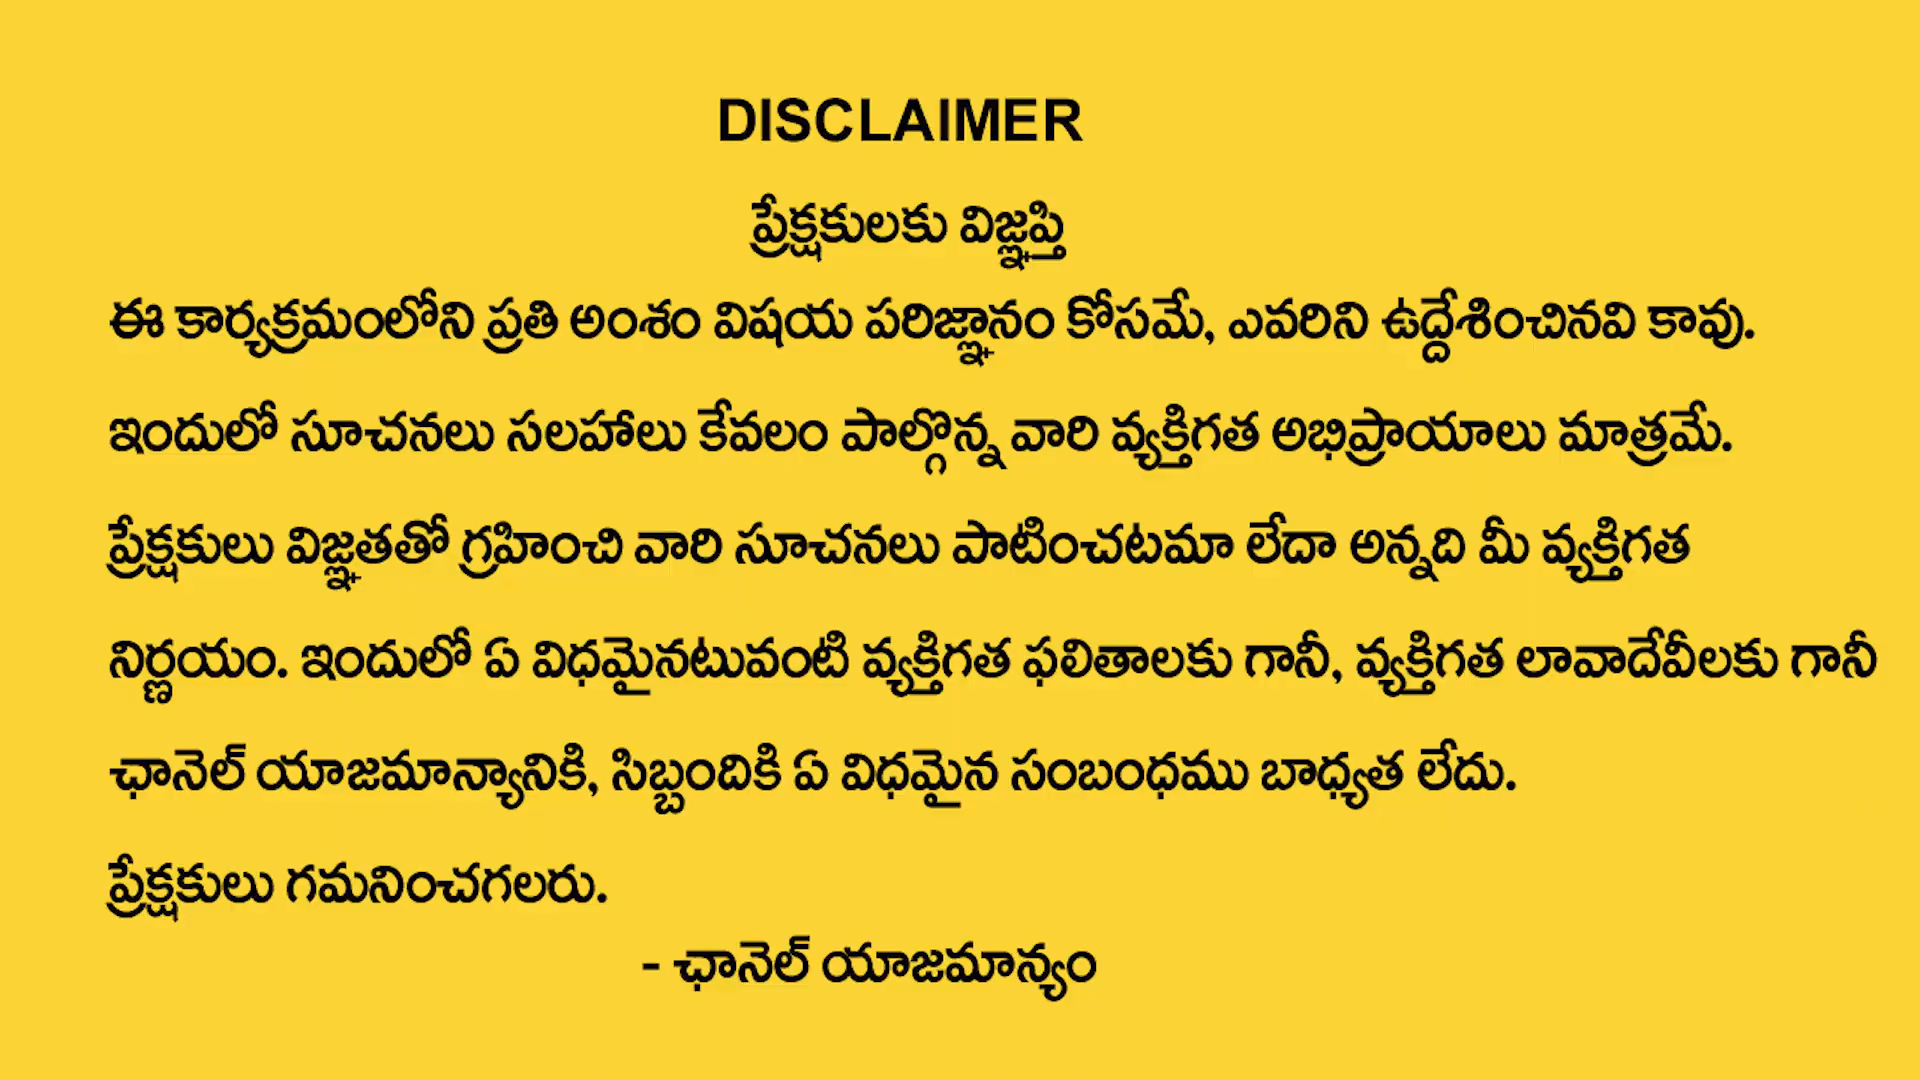 DISCLAIMER
ప్రేక్షకులకు విజ్ఞప్తి
ఈ కార్యక్రమంలోని ప్రతి అంశం విషయ పరిజ్ఞానం కోసమే, ఎవరిని ఉద్దేశించినవి కావు.
ఇందులో సూచనలు సలహాలు కేవలం పాల్గొన్న వారి వ్యక్తిగత అభిప్రాయాలు మాత్రమే.
ప్రేక్షకులు విజ్ఞతతో గ్రహించి వారి సూచనలు పాటించటమా లేదా అన్నది మీ వ్యక్తిగత
నిర్ణయం. ఇందులో ఏ విధమైనటువంటి వ్యక్తిగత ఫలితాలకు గానీ, వ్యక్తిగత లావాదేవీలకు గానీ
ఛానెల్ యాజమాన్యానికి, సిబ్బందికి ఏ విధమైన సంబంధము బాధ్యత లేదు.
ప్రేక్షకులు గమనించగలరు.
- ఛానెల్ యాజమాన్యం